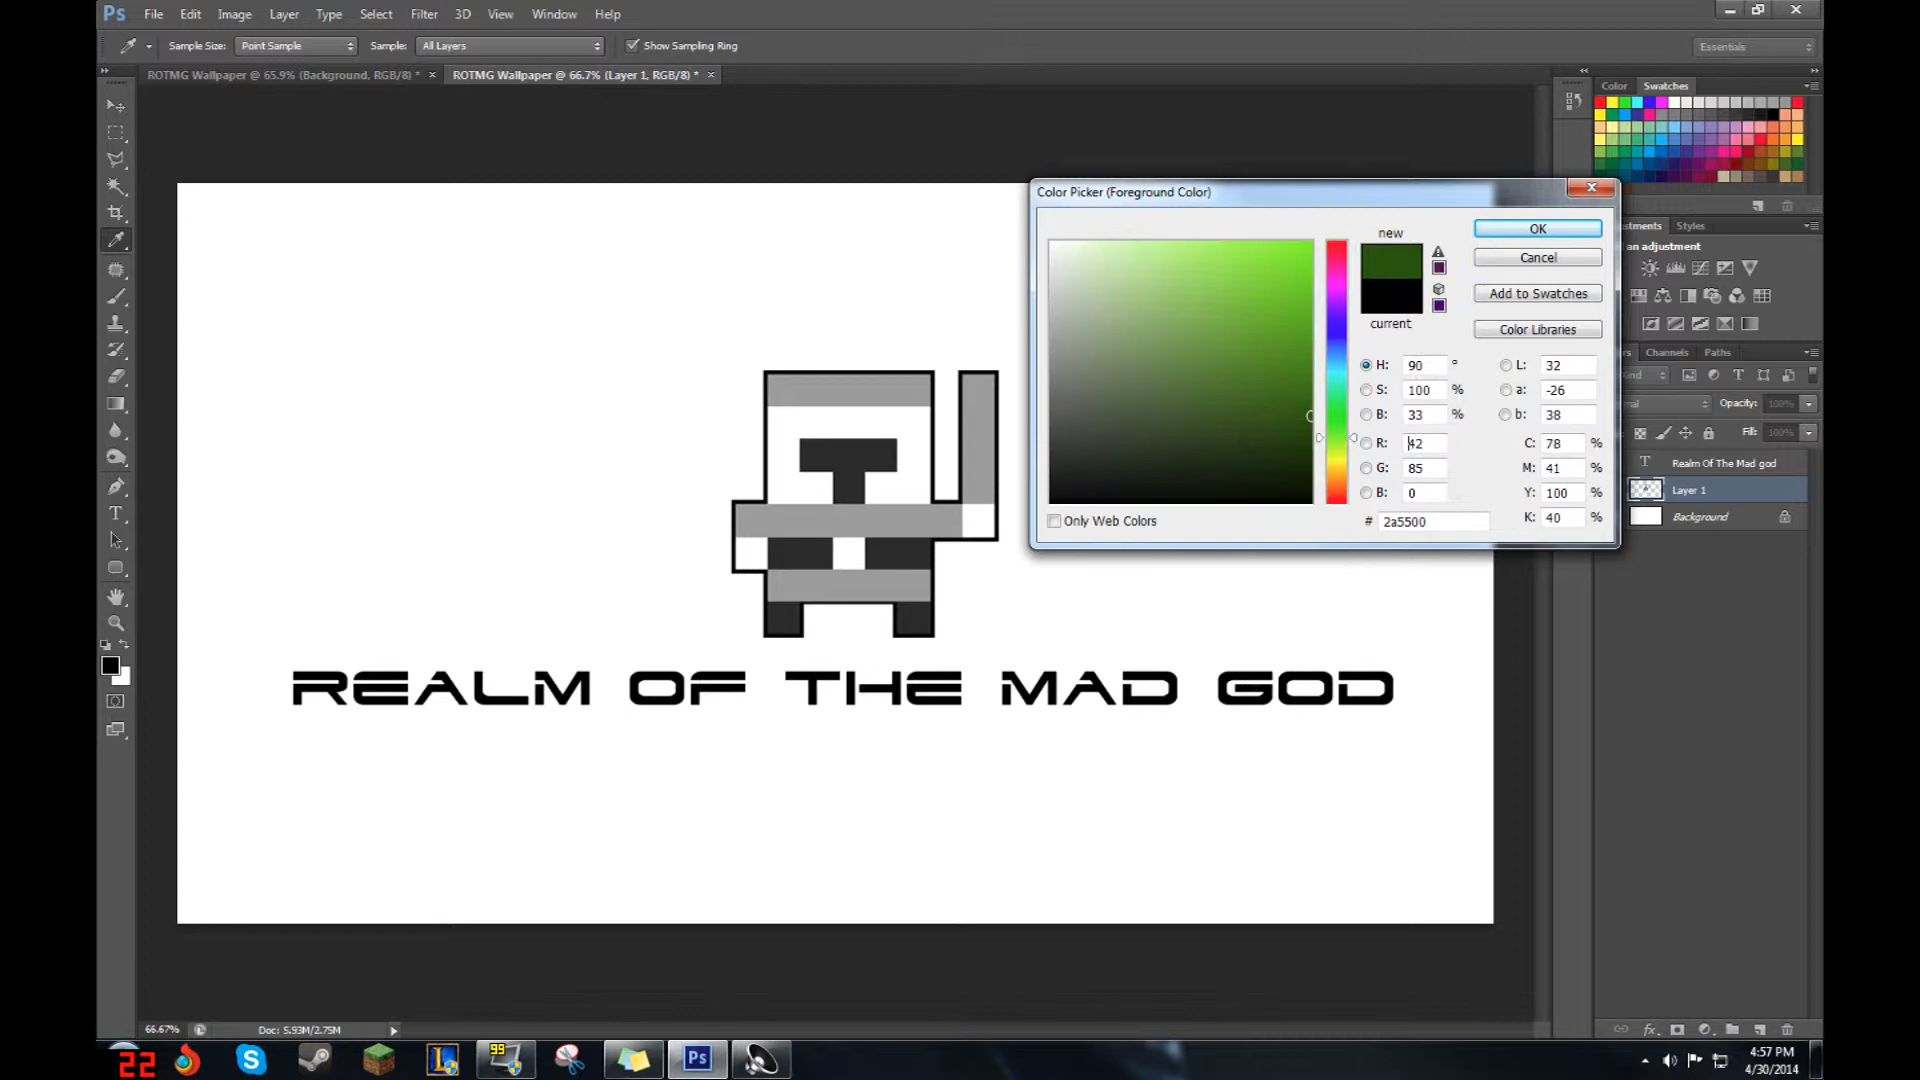 Ps File Edit Image Layer Type Select Filter 3D View Window Help
Sample Size: Point Sample Sample: All Layers Show Sampling Ring Essentials
ROTMG Wallpaper @ 65.9% (Background, RGB/8) * × ROTMG Wallpaper @ 66.7% (Layer 1, RGB/8) * ×
Color Swatches
Color Picker (Foreground Color)
new
current
OK
Cancel
Add to Swatches
Color Libraries
H: 90 °
S: 100 %
B: 33 %
R: 42
G: 85
B: 0
# 2a5500
L: 32
a: -26
b: 38
C: 78 %
M: 41 %
Y: 100 %
K: 40 %
Only Web Colors
Styles
an adjustment
Channels Paths
Opacity: 100%
Fill: 100%
T Realm Of The Mad god
Layer 1
Background
REALM OF THE MAD GOD
66.67% Doc: 5.93M/2.75M
fx
22
99
Ps
4:57 PM
4/30/2014